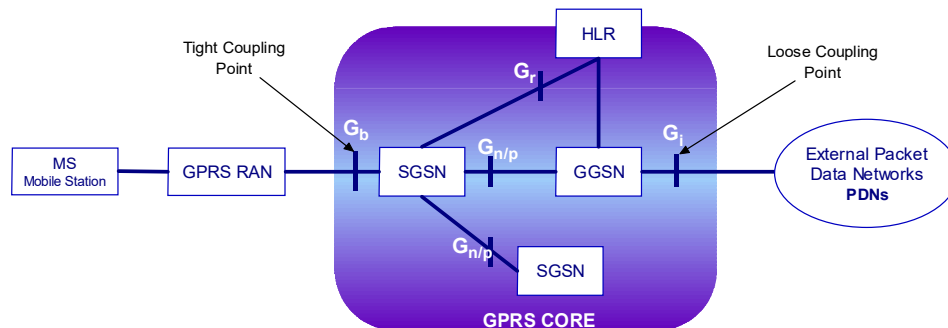 HLR
Tight Coupling
Point
Loose Coupling
Point
Gr
Gb
Gn/p
Gi
MS
Mobile Station
GPRS RAN
SGSN
GGSN
External Packet
Data Networks
PDNs
Gn/p
SGSN
GPRS CORE